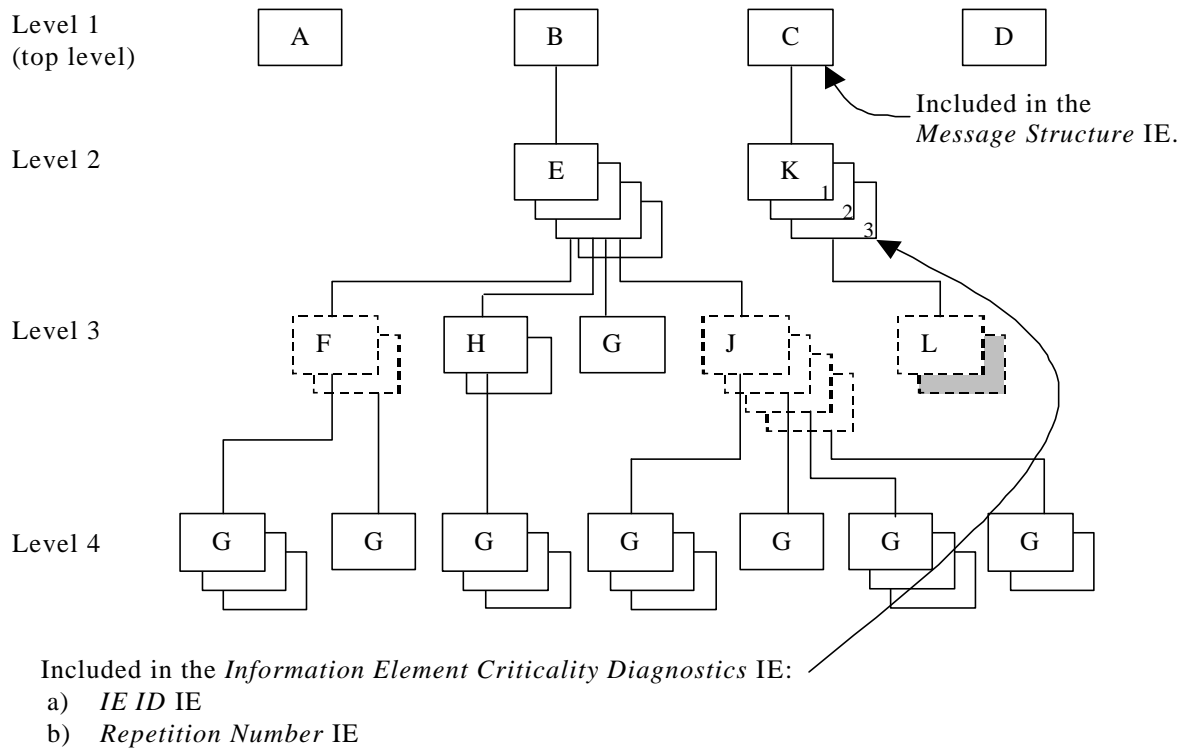 Level 1
(top level)
A
B
C
D
Included in the
Message Structure IE.
Level 2
E
K
1
2
3
Level 3
F
H
G
J
L
Level 4
G
G
G
G
G
G
G
Included in the Information Element Criticality Diagnostics IE:
a) IE ID IE
b) Repetition Number IE